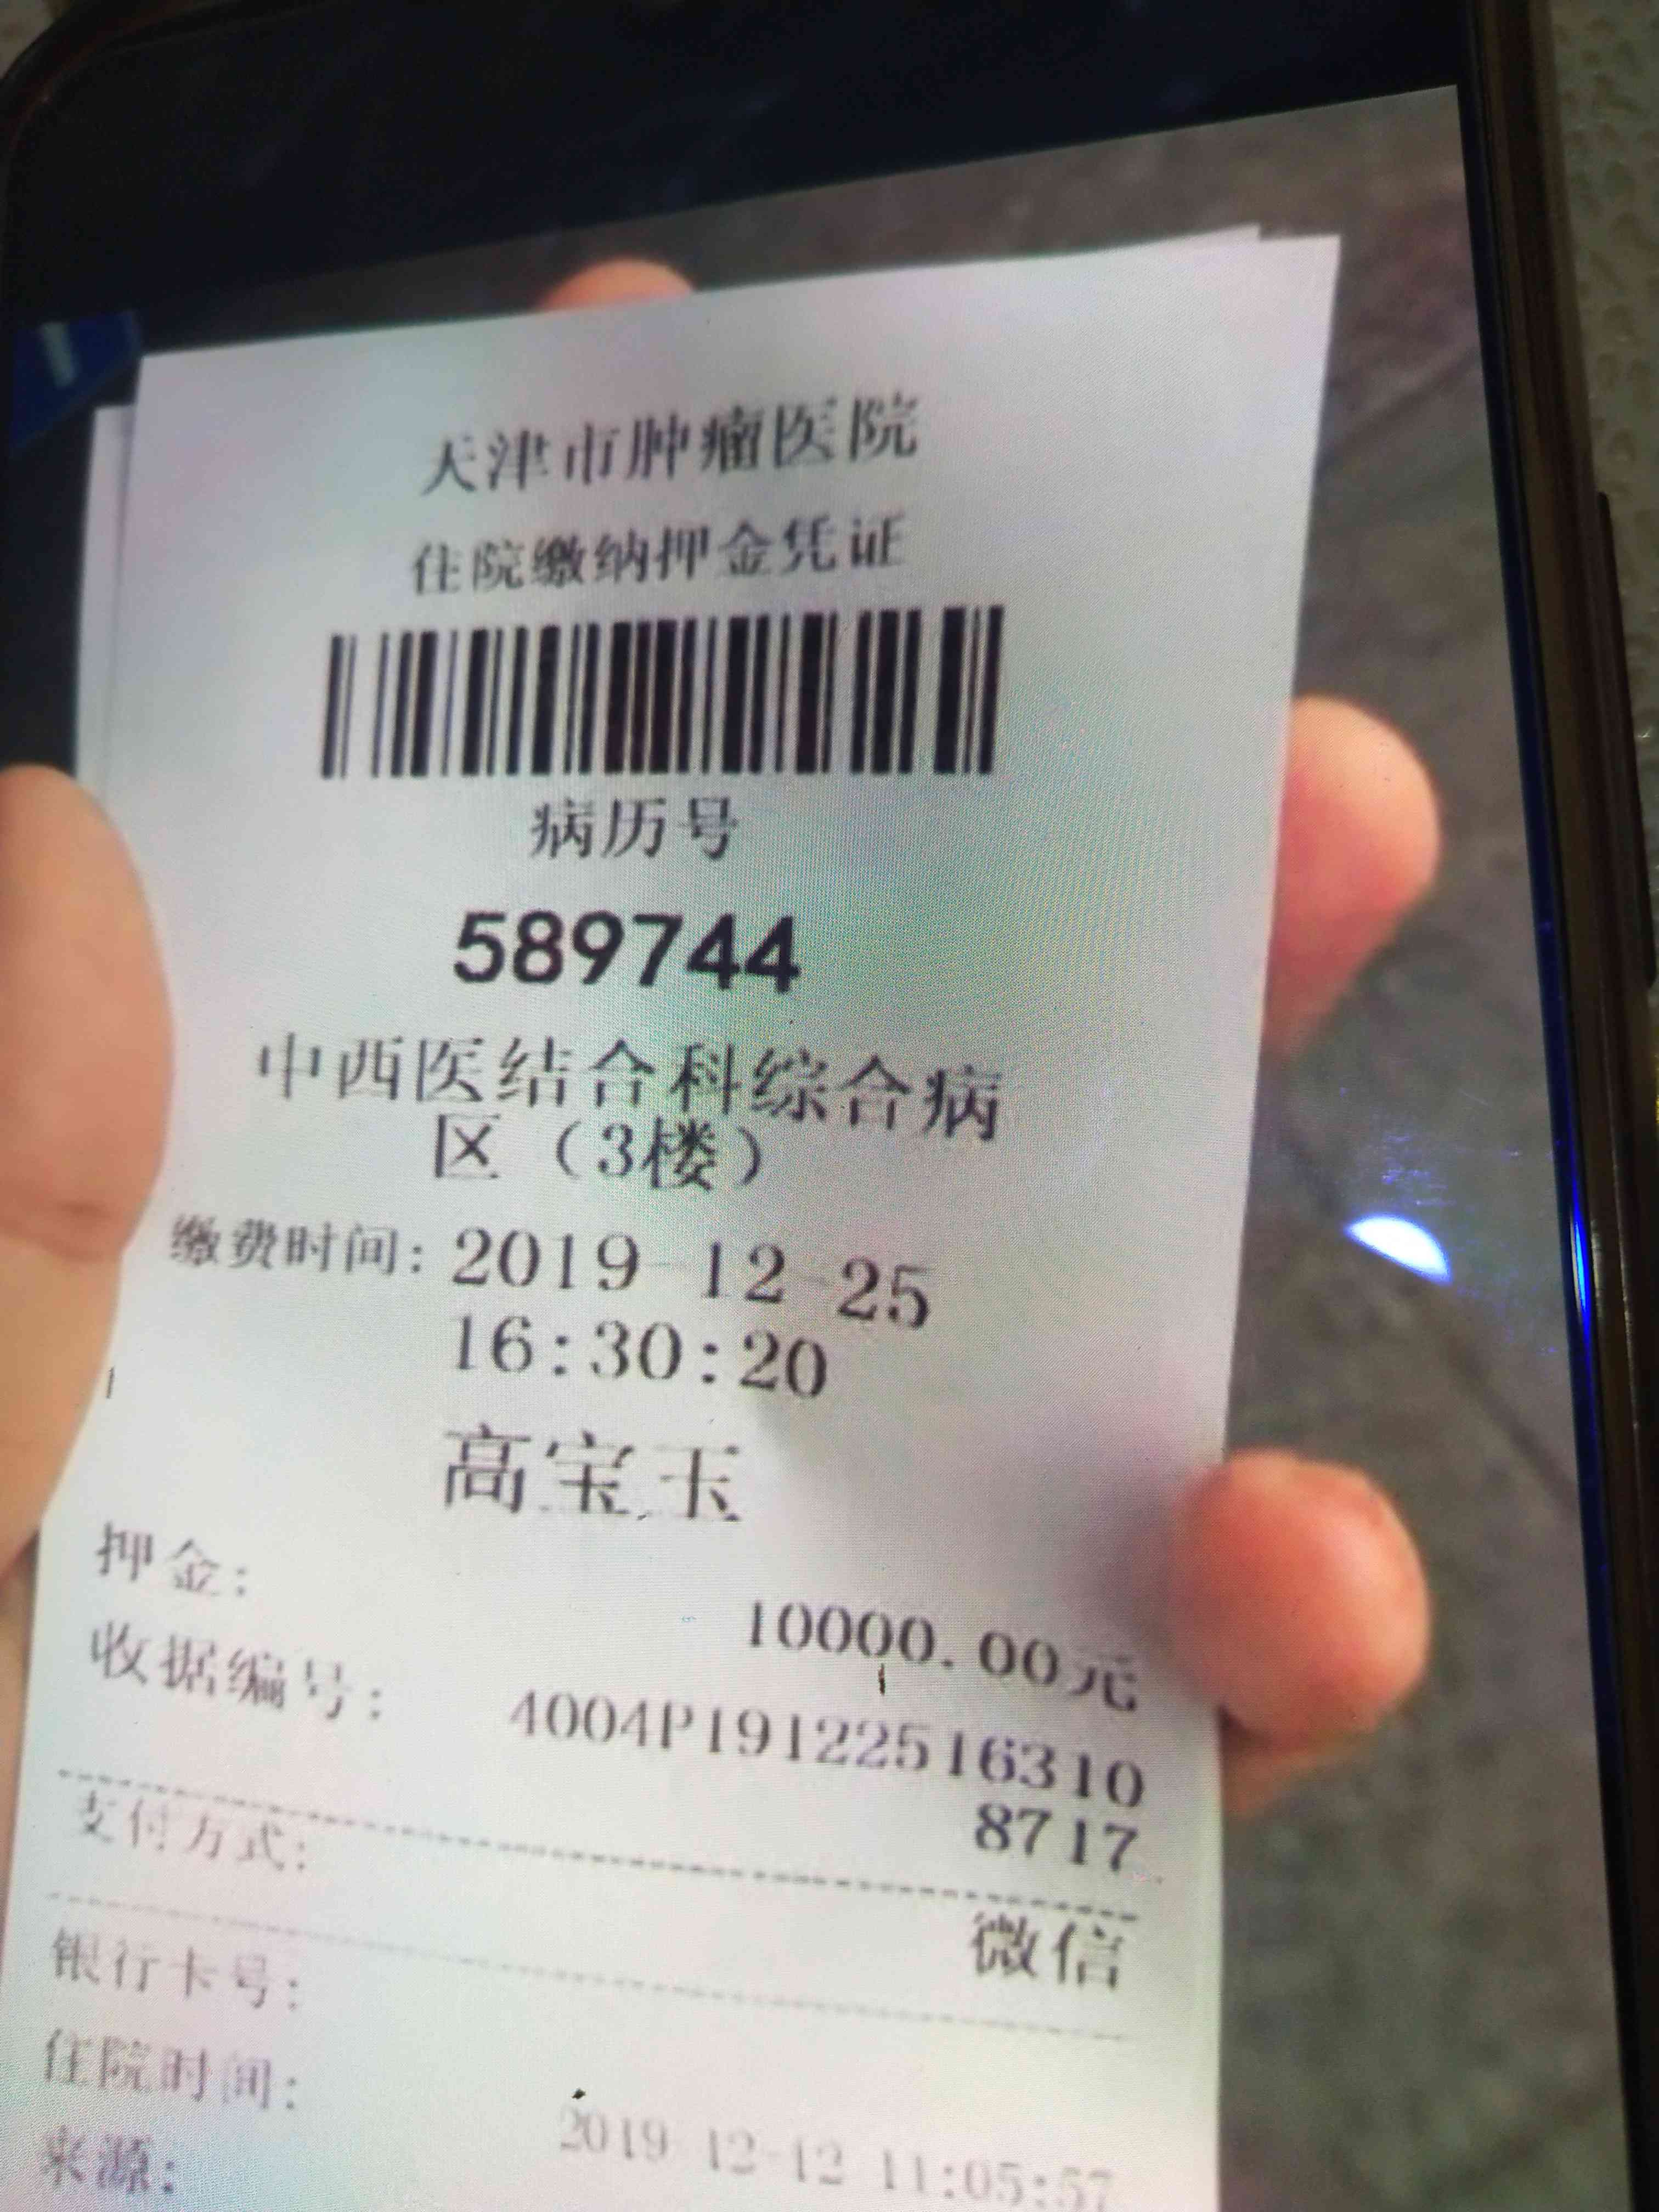 天津市肿瘤医院
住院缴纳押金凭证
病历号
589744
中西医结合科综合病
区（3楼）
缴费时间：2019-12-25
16:30:20
高宝玉
押金：
10000.00元
收据编号：
4004P1912251631​0
8717
支付方式：
微信
银行卡号：
住院时间：
2019-12-12 11:05:57
来源：